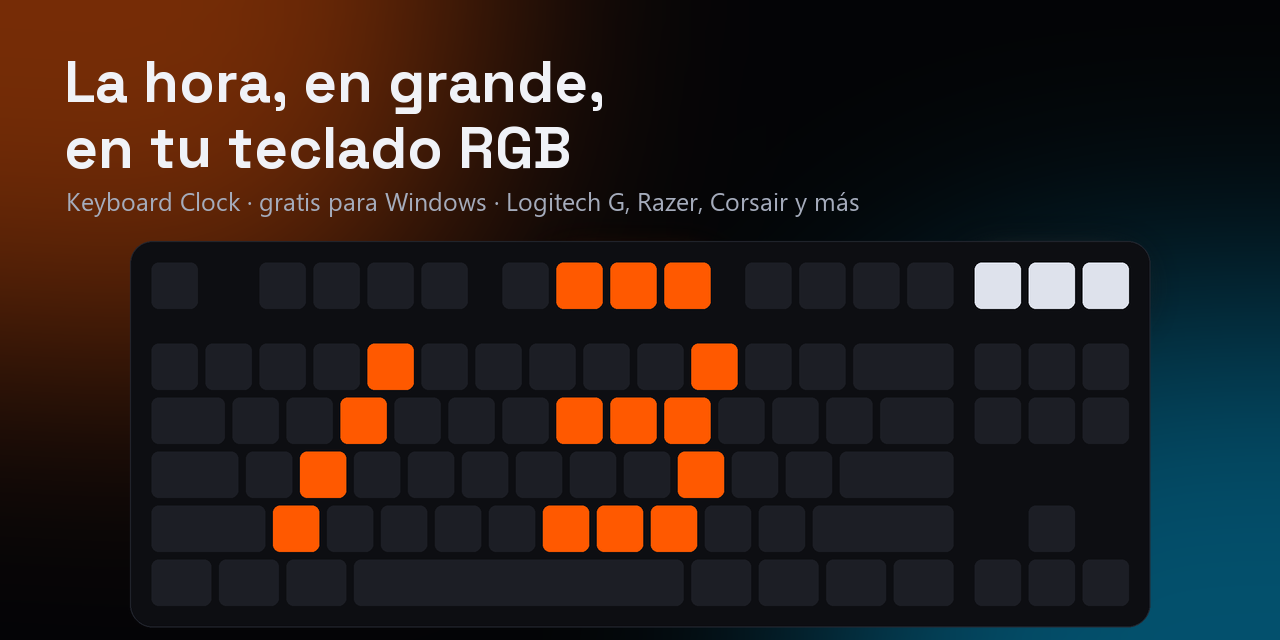 La hora, en grande,
en tu teclado RGB
Keyboard Clock · gratis para Windows · Logitech G, Razer, Corsair y más